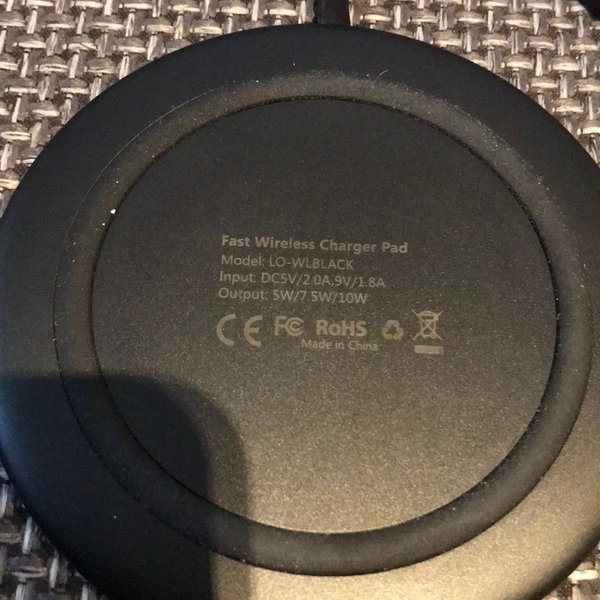 Fast Wireless Charger Pad
Model: LO-WLBLACK
Input: DC5V/2.0A,9V/1.8A
Output: 5W/7.5W/10W
CE FC RoHS
Made in China